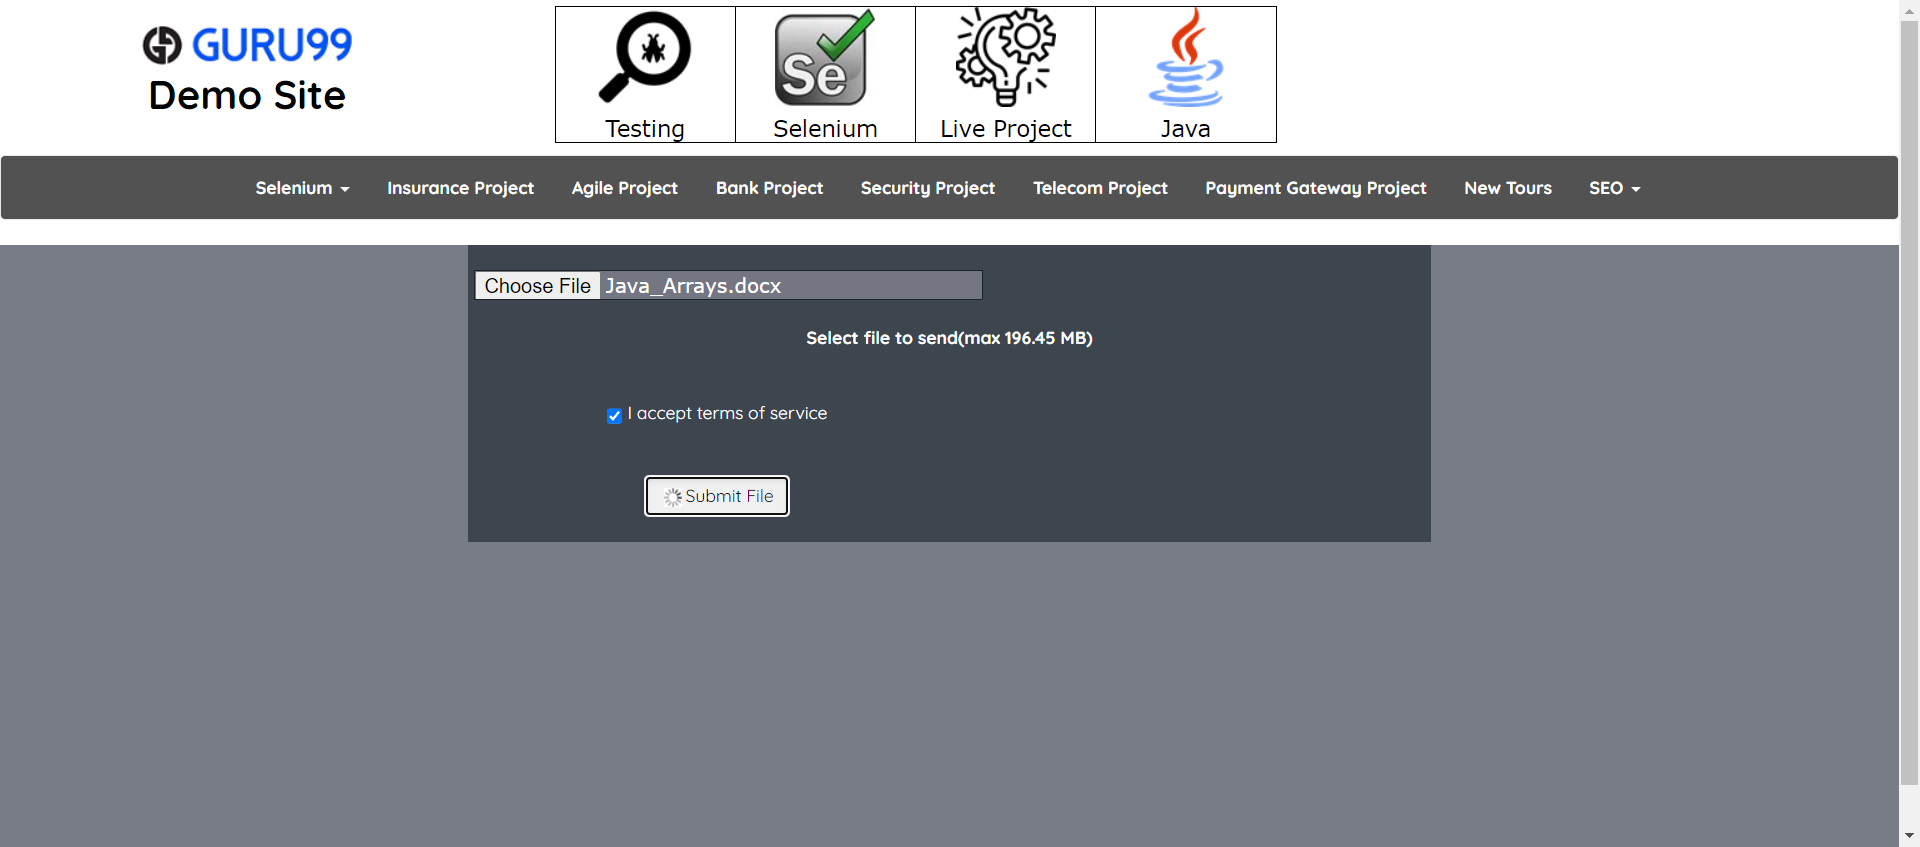 GURU99
Demo Site
Se
Testing
Selenium
Live Project
Java
Selenium
Insurance Project
Agile Project
Bank Project
Security Project
Telecom Project
Payment Gateway Project
New Tours
SEO
Choose File Java_Arrays.docx
Select file to send(max 196.45 MB)
I accept terms of service
Submit File